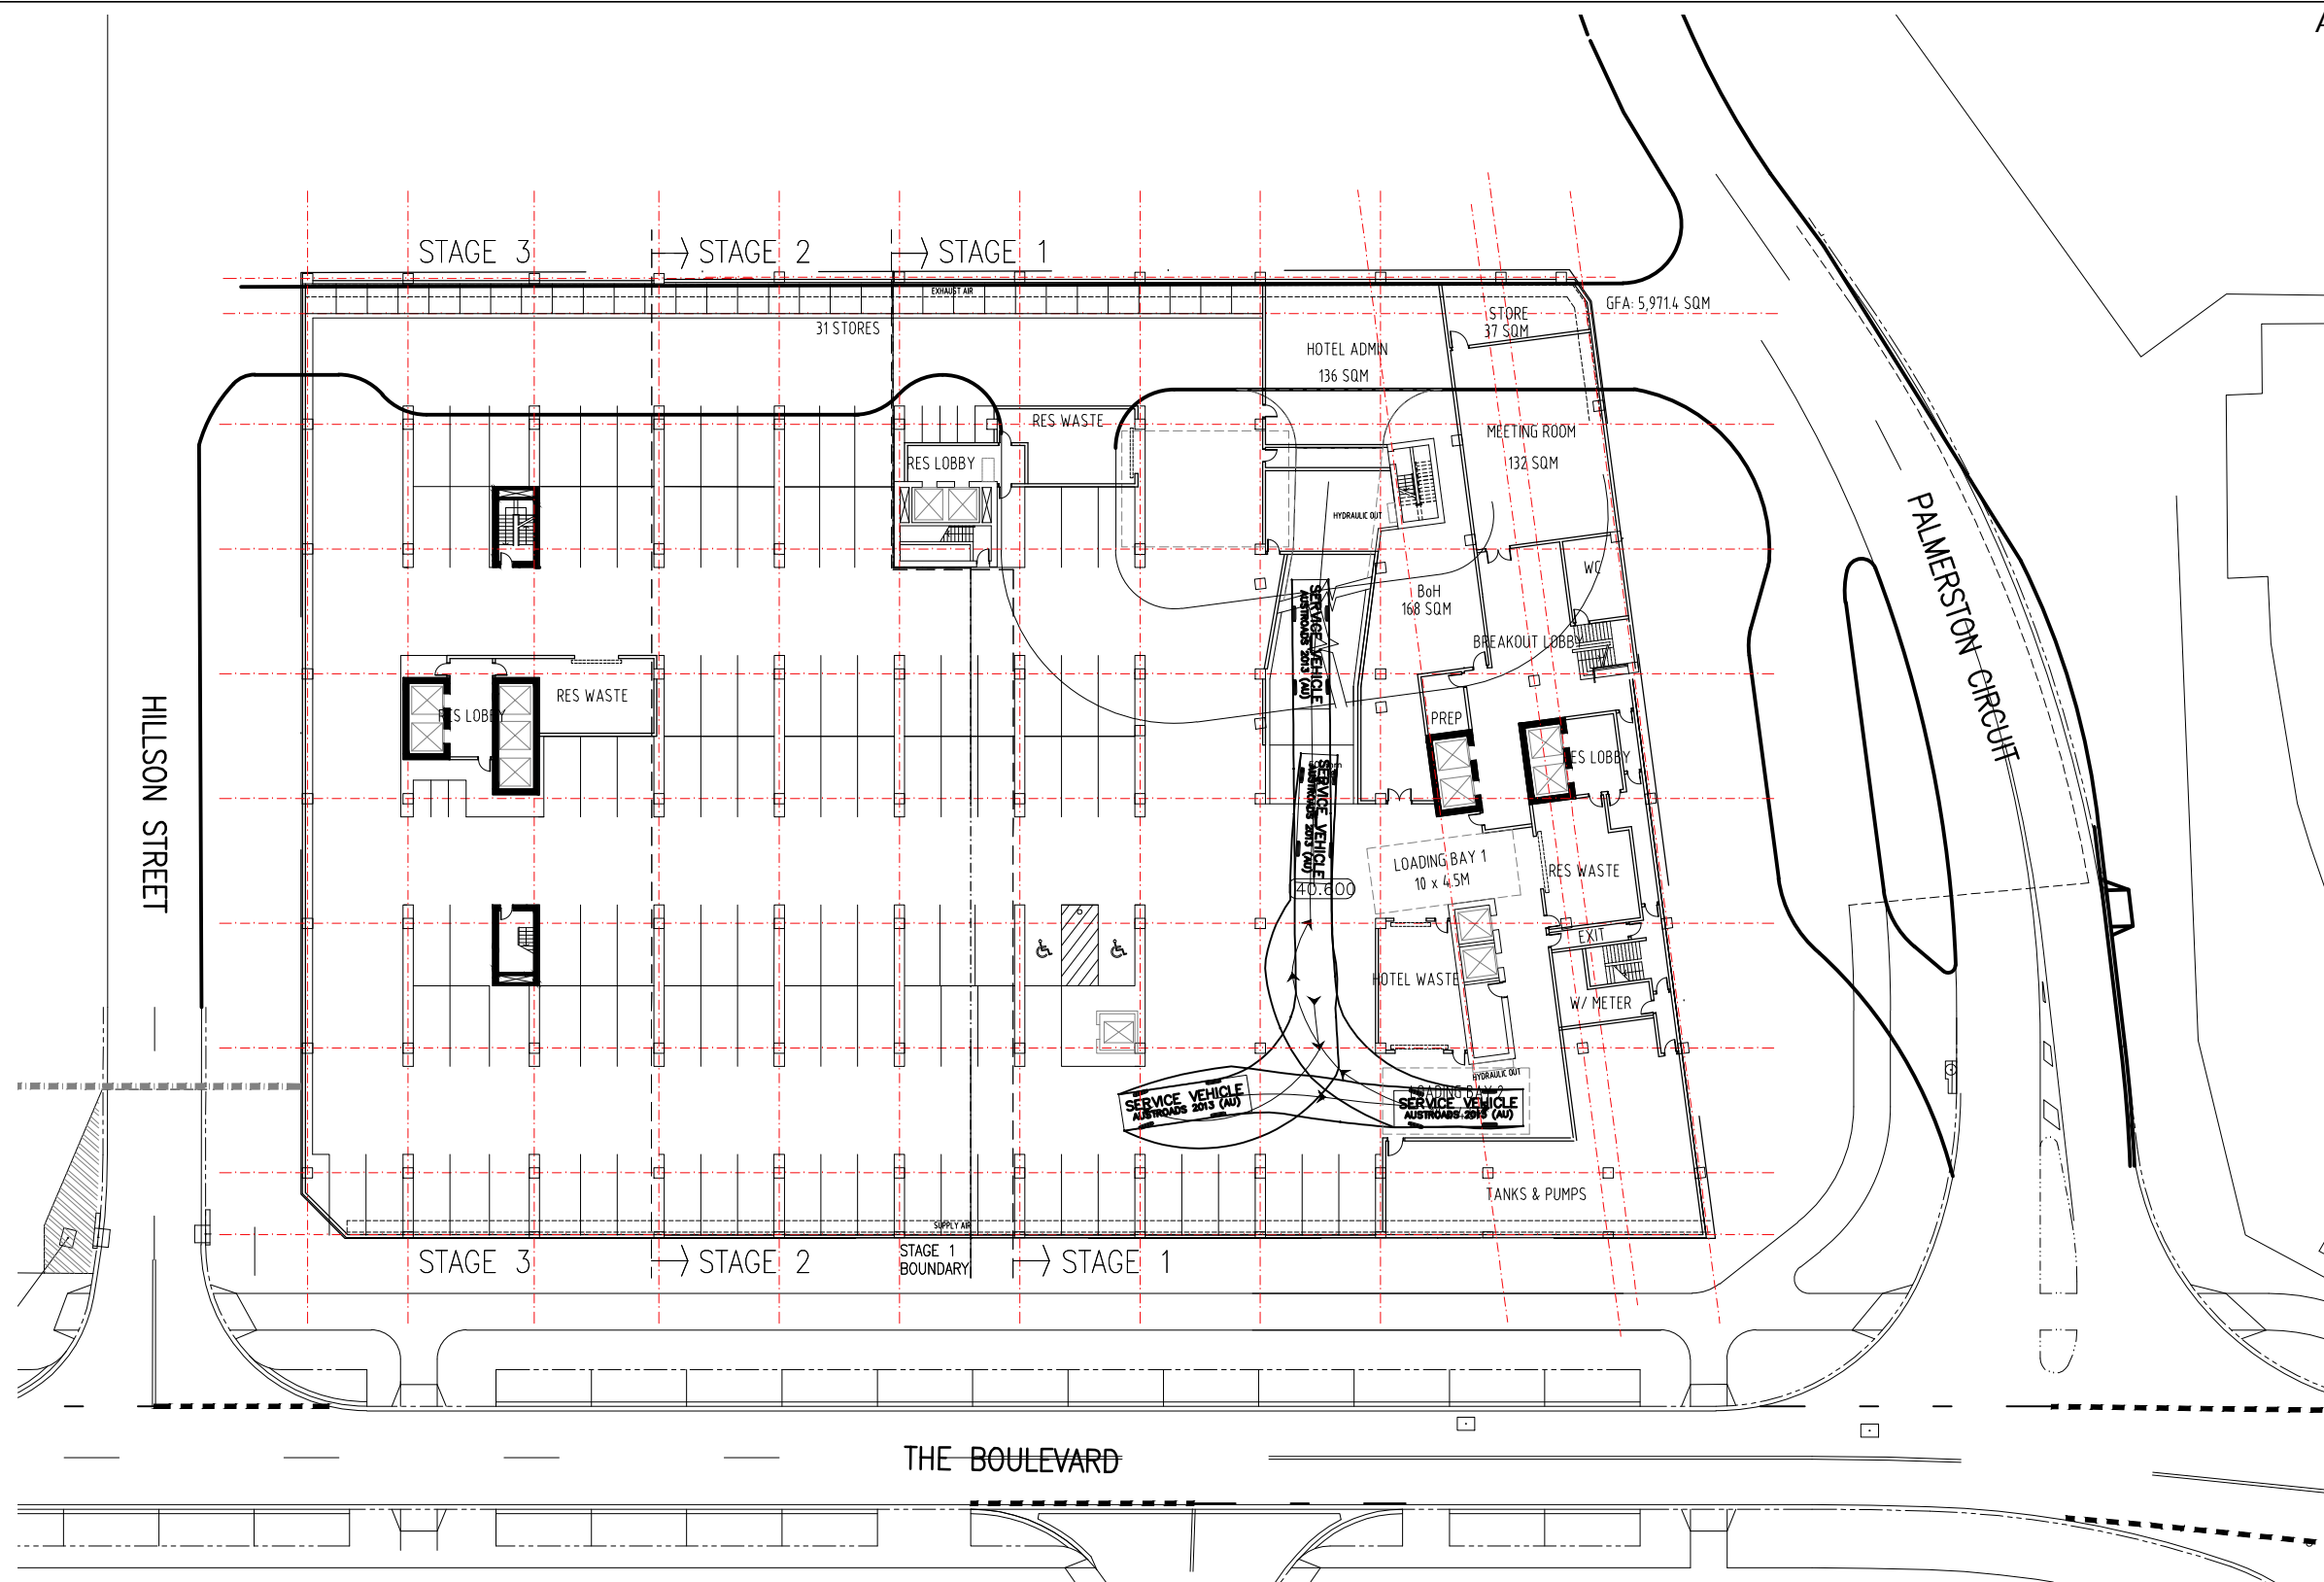 A
STAGE 3
STAGE 2
STAGE 1
EXHAUST AIR
GFA: 5,971.4 SQM
31 STORES
STORE
37 SQM
HOTEL ADMIN
136 SQM
RES WASTE
MEETING ROOM
132 SQM
RES LOBBY
HYDRAULIC OUT
PALMERSTON CIRCUIT
WC
BoH
168 SQM
SERVICE VEHICLE
AUSTROADS 2013 (AU)
BREAKOUT LOBBY
HILLSON STREET
RES WASTE
RES LOBBY
PREP
RES LOBBY
SERVICE VEHICLE
AUSTROADS 2013 (AU)
LOADING BAY 1
10 x 4.5M
RES WASTE
40.600
EXIT
HOTEL WASTE
W/ METER
HYDRAULIC OUT
LOADING BAY 2
SERVICE VEHICLE
AUSTROADS 2013 (AU)
SERVICE VEHICLE
AUSTROADS 2013 (AU)
TANKS & PUMPS
SUPPLY AIR
STAGE 3
STAGE 2
STAGE 1
BOUNDARY
STAGE 1
THE BOULEVARD